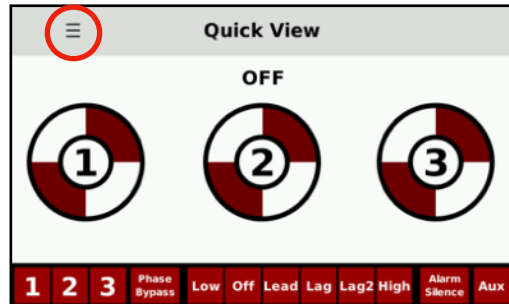 ☰ Quick View
OFF
1 2 3
1 2 3 Phase Bypass Low Off Lead Lag Lag2 High Alarm Silence Aux